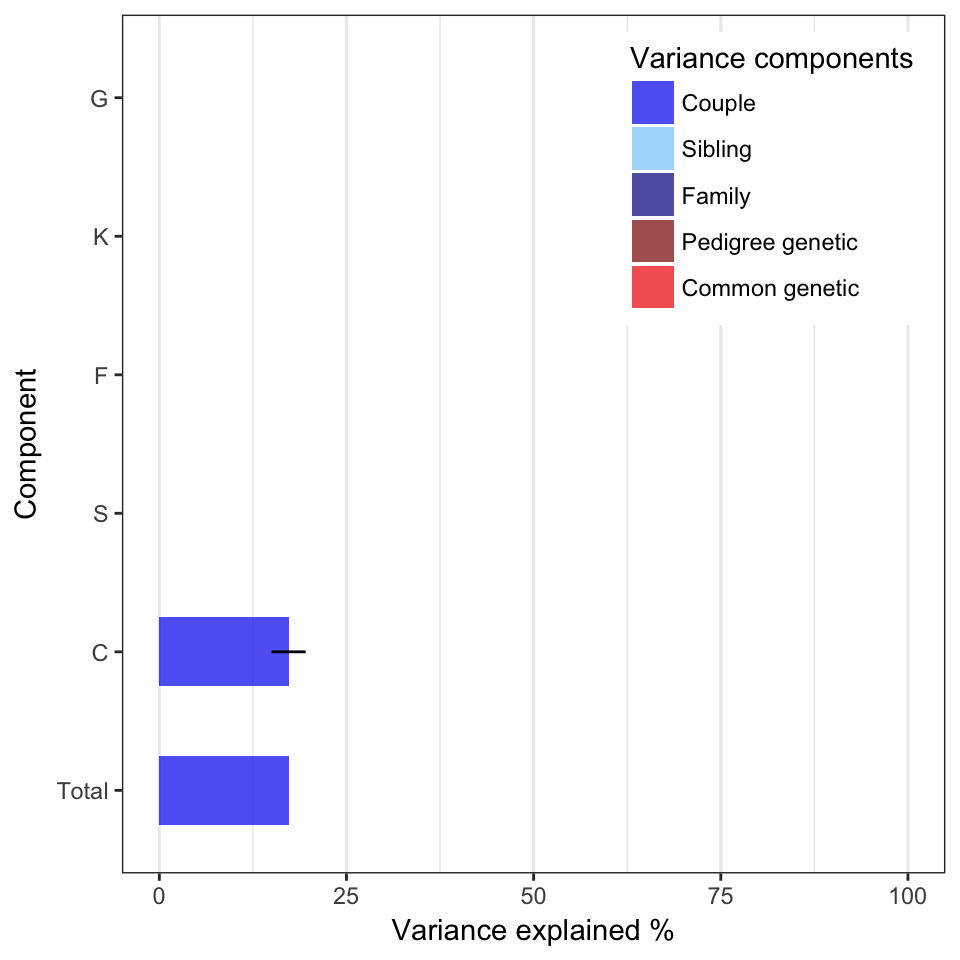 Variance components
Couple
Sibling
Family
Pedigree genetic
Common genetic
G
K
F
S
C
Total
Component
0 25 50 75 100
Variance explained %